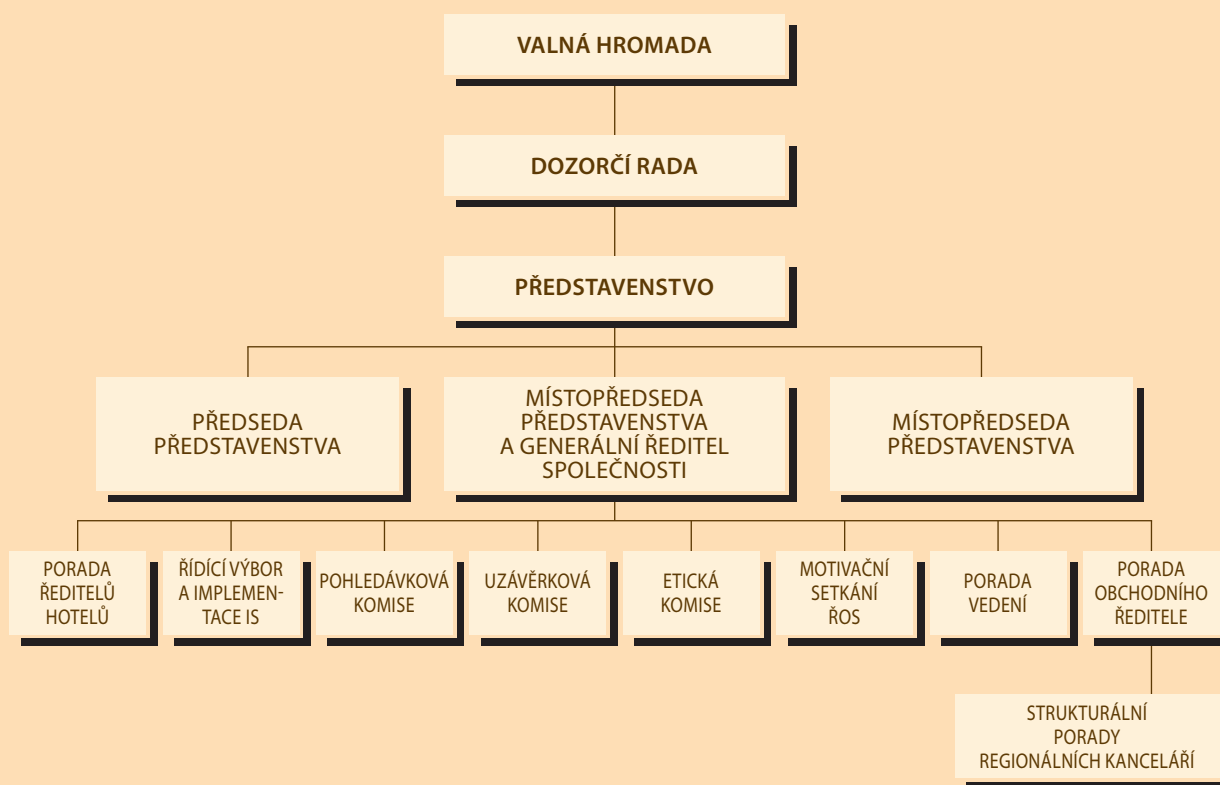 VALNÁ HROMADA
DOZORČÍ RADA
PŘEDSTAVENSTVO
PŘEDSEDA
PŘEDSTAVENSTVA
MÍSTOPŘEDSEDA
PŘEDSTAVENSTVA
A GENERÁLNÍ ŘEDITEL
SPOLEČNOSTI
MÍSTOPŘEDSEDA
PŘEDSTAVENSTVA
PORADA
ŘEDITELŮ
HOTELŮ
ŘÍDÍCÍ VÝBOR
A IMPLEMEN-
TACE IS
POHLEDÁVKOVÁ
KOMISE
UZÁVĚRKOVÁ
KOMISE
ETICKÁ
KOMISE
MOTIVAČNÍ
SETKÁNÍ
ŘOS
PORADA
VEDENÍ
PORADA
OBCHODNÍHO
ŘEDITELE
STRUKTURÁLNÍ
PORADY
REGIONÁLNÍCH KANCELÁŘÍ